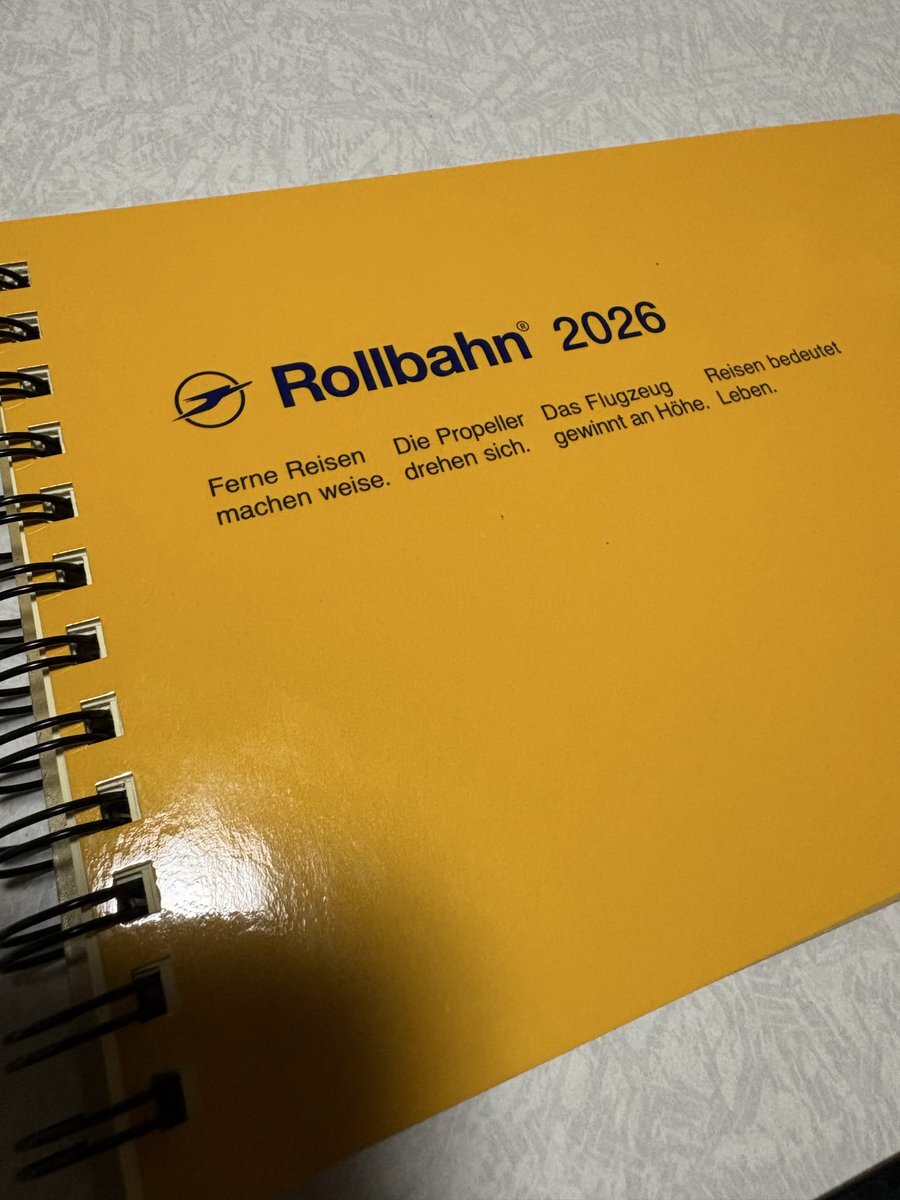 Rollbahn® 2026
Ferne Reisen
machen weise.
Die Propeller
drehen sich.
Das Flugzeug
gewinnt an Höhe.
Reisen bedeutet
Leben.